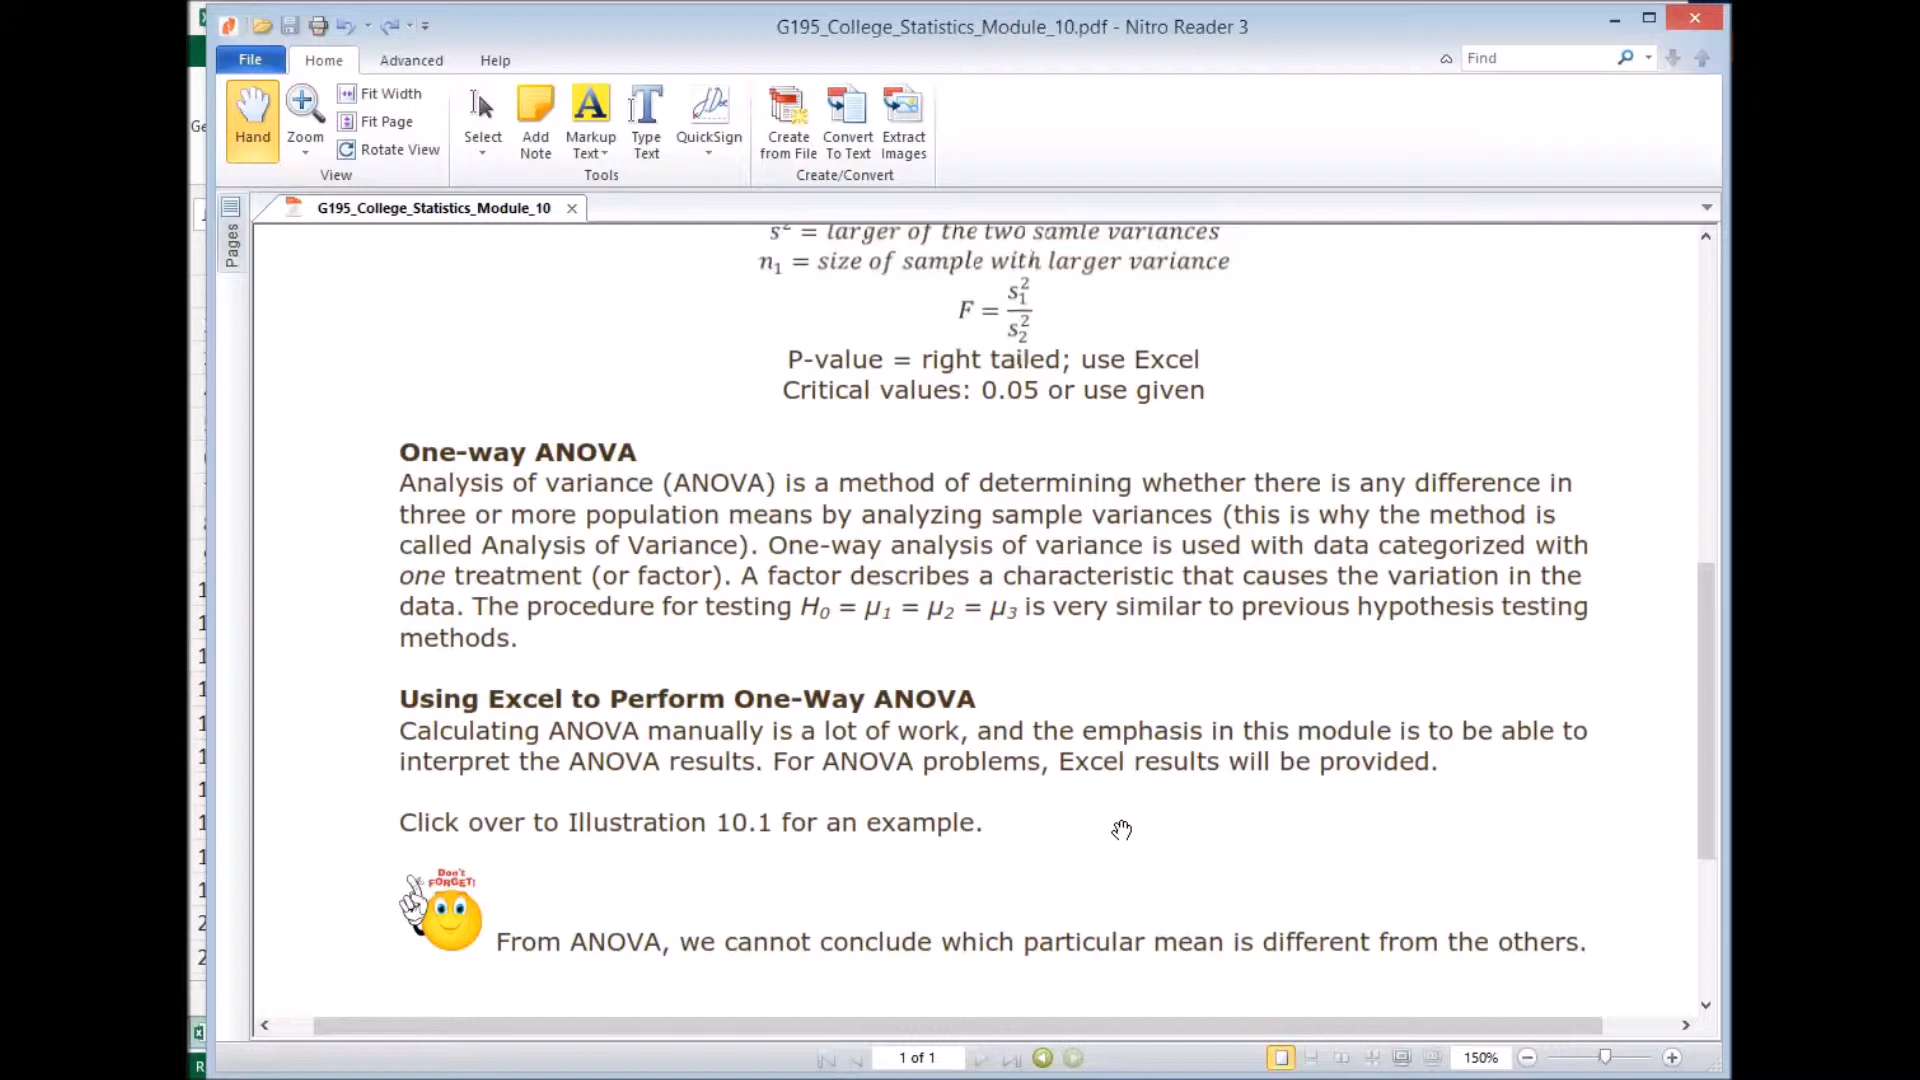 G195_College_Statistics_Module_10.pdf - Nitro Reader 3
File
Home
Advanced
Help
Find
Hand
Zoom
Fit Width
Fit Page
Rotate View
View
Select
Add Note
Markup Text
Type Text
QuickSign
Tools
Create from File
Convert To Text
Extract Images
Create/Convert
Pages
G195_College_Statistics_Module_10
s² = larger of the two samle variances
n₁ = size of sample with larger variance
F = s₁² / s₂²
P-value = right tailed; use Excel
Critical values: 0.05 or use given
One-way ANOVA
Analysis of variance (ANOVA) is a method of determining whether there is any difference in
three or more population means by analyzing sample variances (this is why the method is
called Analysis of Variance). One-way analysis of variance is used with data categorized with
one treatment (or factor). A factor describes a characteristic that causes the variation in the
data. The procedure for testing H₀ = μ₁ = μ₂ = μ₃ is very similar to previous hypothesis testing
methods.
Using Excel to Perform One-Way ANOVA
Calculating ANOVA manually is a lot of work, and the emphasis in this module is to be able to
interpret the ANOVA results. For ANOVA problems, Excel results will be provided.
Click over to Illustration 10.1 for an example.
Don't
FORGET!
From ANOVA, we cannot conclude which particular mean is different from the others.
1 of 1
150%